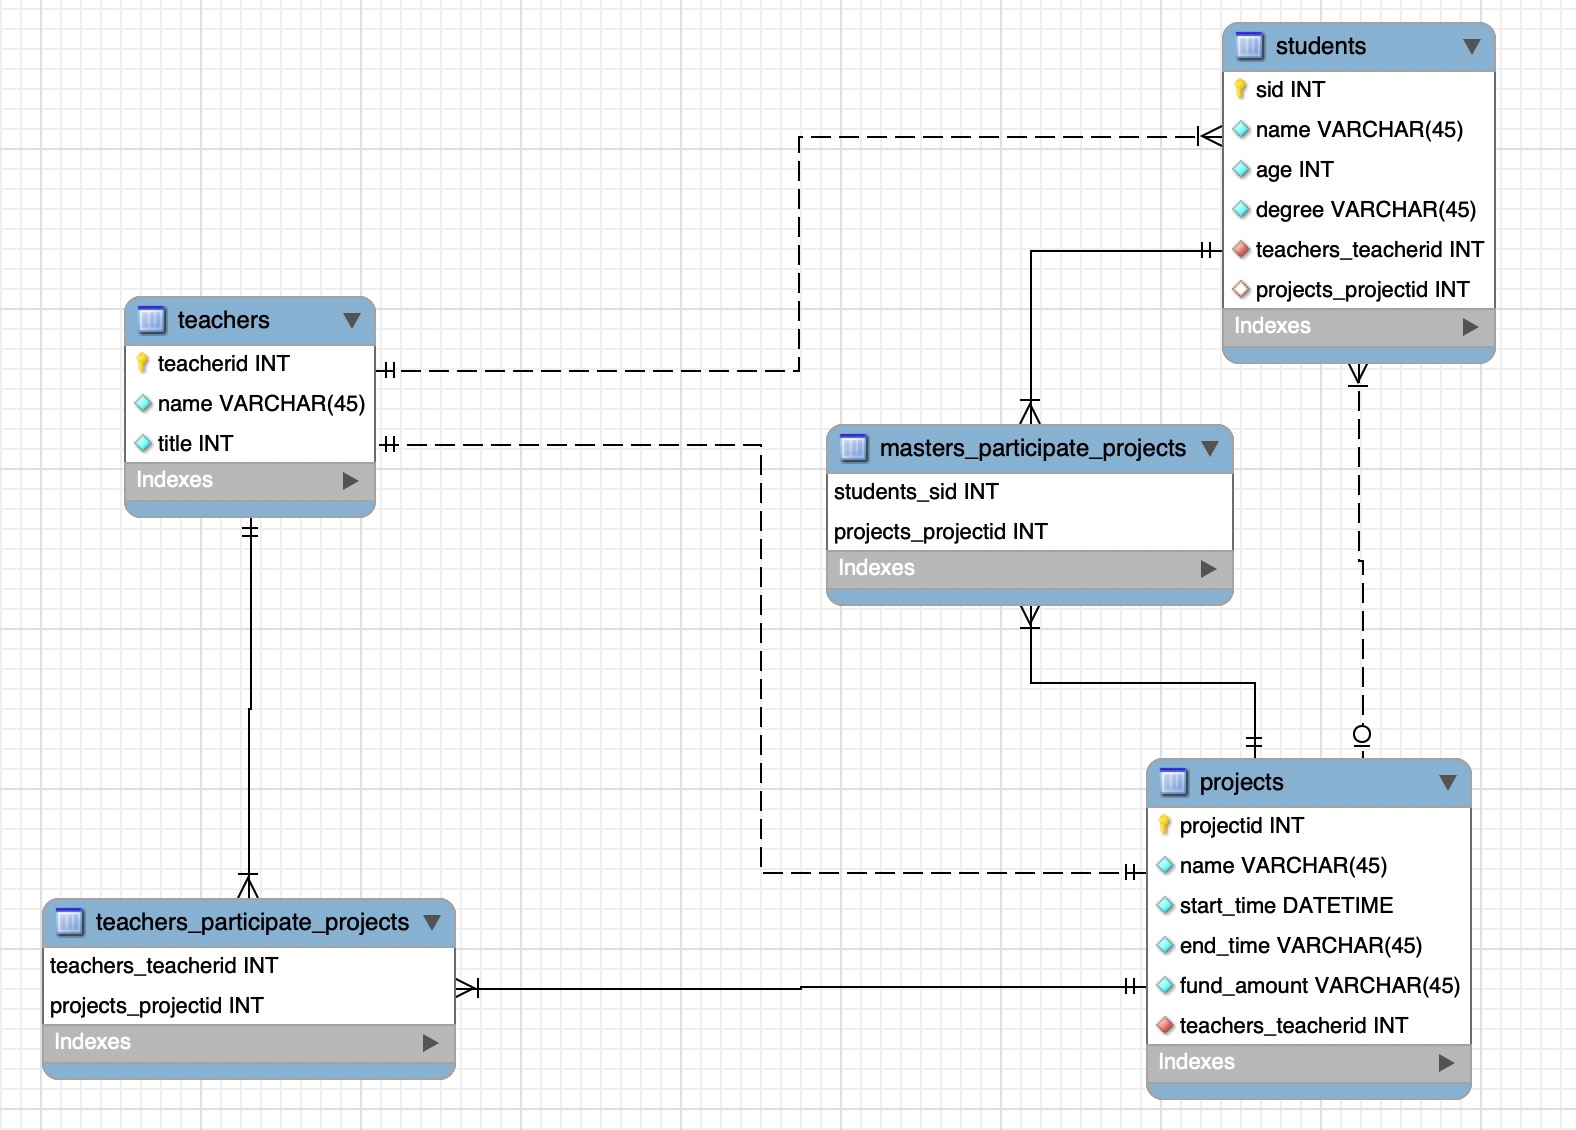 students
sid INT
name VARCHAR(45)
age INT
degree VARCHAR(45)
teachers_teacherid INT
projects_projectid INT
Indexes
teachers
teacherid INT
name VARCHAR(45)
title INT
Indexes
masters_participate_projects
students_sid INT
projects_projectid INT
Indexes
projects
projectid INT
name VARCHAR(45)
start_time DATETIME
end_time VARCHAR(45)
fund_amount VARCHAR(45)
teachers_teacherid INT
Indexes
teachers_participate_projects
teachers_teacherid INT
projects_projectid INT
Indexes